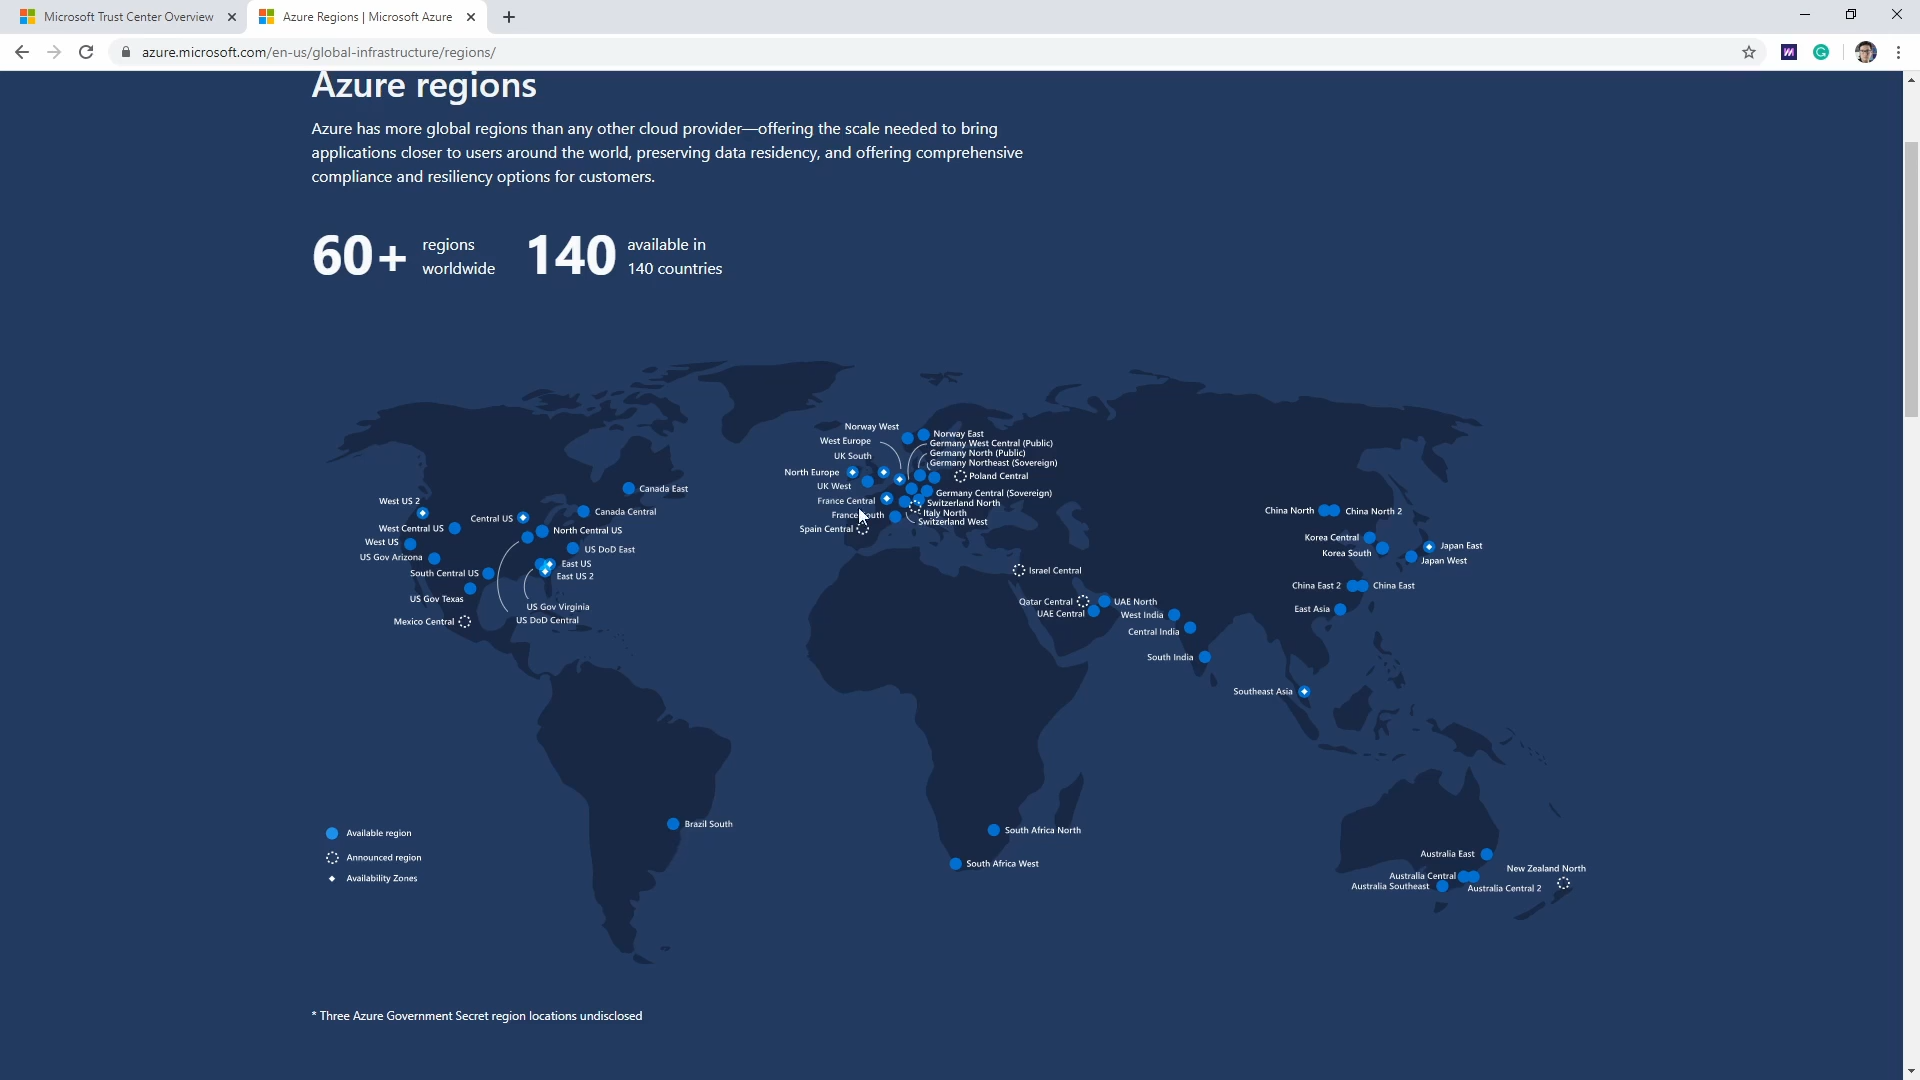 Microsoft Trust Center Overview
Azure Regions | Microsoft Azure
azure.microsoft.com/en-us/global-infrastructure/regions/
Azure regions
Azure has more global regions than any other cloud provider—offering the scale needed to bring
applications closer to users around the world, preserving data residency, and offering comprehensive
compliance and resiliency options for customers.
60+ regions worldwide
140 available in 140 countries
Norway West
Norway East
West Europe
Germany West Central (Public)
UK South
Germany North (Public)
Germany Northeast (Sovereign)
North Europe
Poland Central
UK West
Germany Central (Sovereign)
France Central
Switzerland North
France South
Italy North
Switzerland West
Spain Central
Canada East
West US 2
Canada Central
Central US
West Central US
North Central US
West US
US DoD East
US Gov Arizona
East US
South Central US
East US 2
US Gov Texas
US Gov Virginia
Mexico Central
US DoD Central
Israel Central
Qatar Central
UAE North
UAE Central
West India
Central India
South India
China North
China North 2
Korea Central
Korea South
Japan East
Japan West
China East 2
China East
East Asia
Southeast Asia
Brazil South
South Africa North
South Africa West
Australia East
New Zealand North
Australia Central
Australia Southeast
Australia Central 2
Available region
Announced region
Availability Zones
* Three Azure Government Secret region locations undisclosed